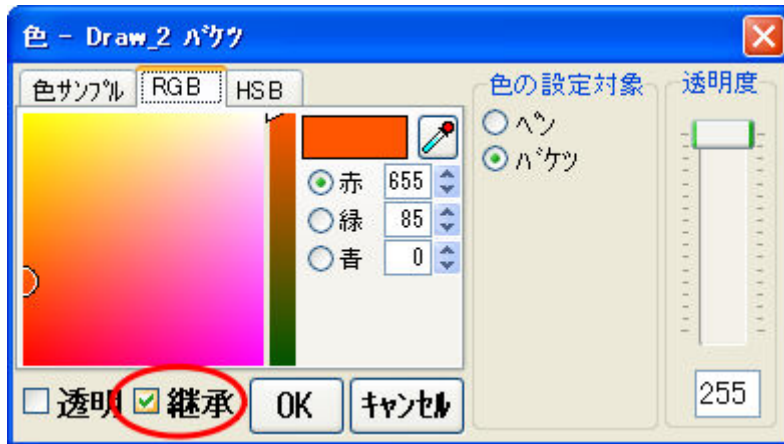 色 - Draw_2 バケツ
色サンプル RGB HSB
色の設定対象
透明度
ペン
バケツ
赤 655
緑 85
青 0
透明 継承 OK キャンセル
255